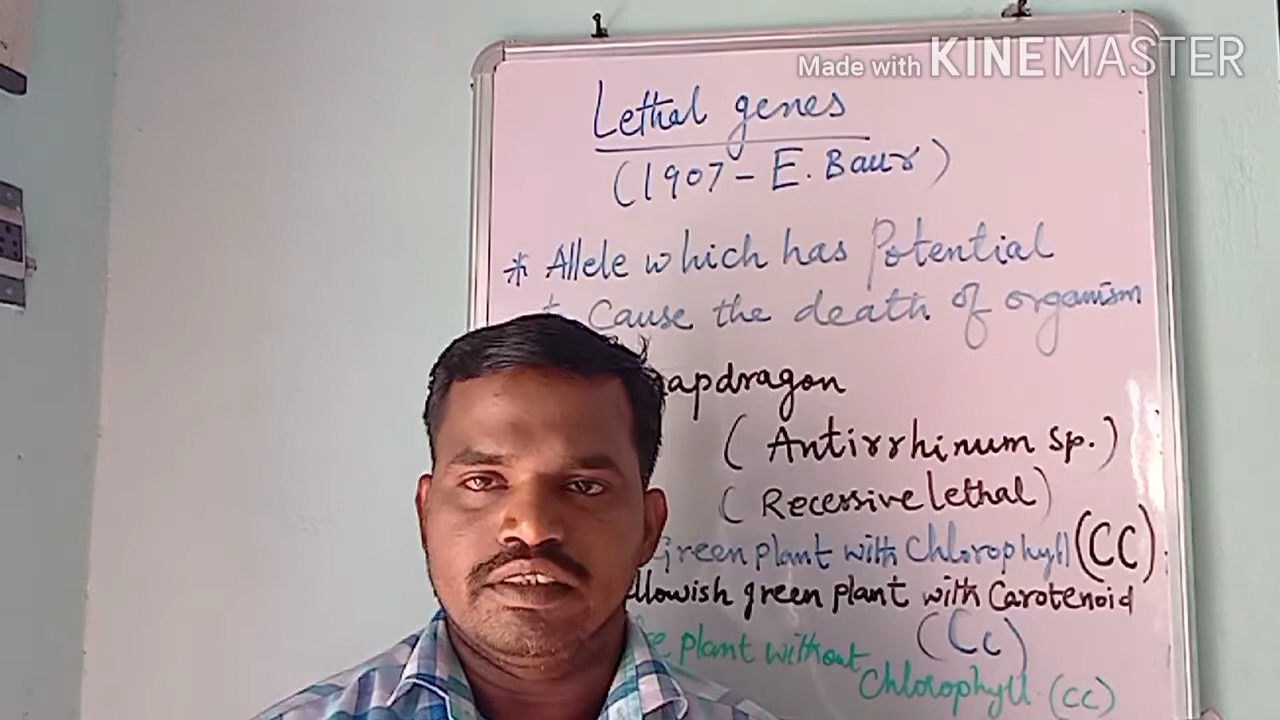 Made with KINEMASTER
Lethal genes
(1907 - E. Baur)
* Allele which has Potential
Cause the death of organism
apdragon
(Antirrhinum sp.)
(Recessive lethal)
Green plant with Chlorophyll (CC)
llowish green plant with Carotenoid
(Cc)
plant without
Chlorophyll. (cc)